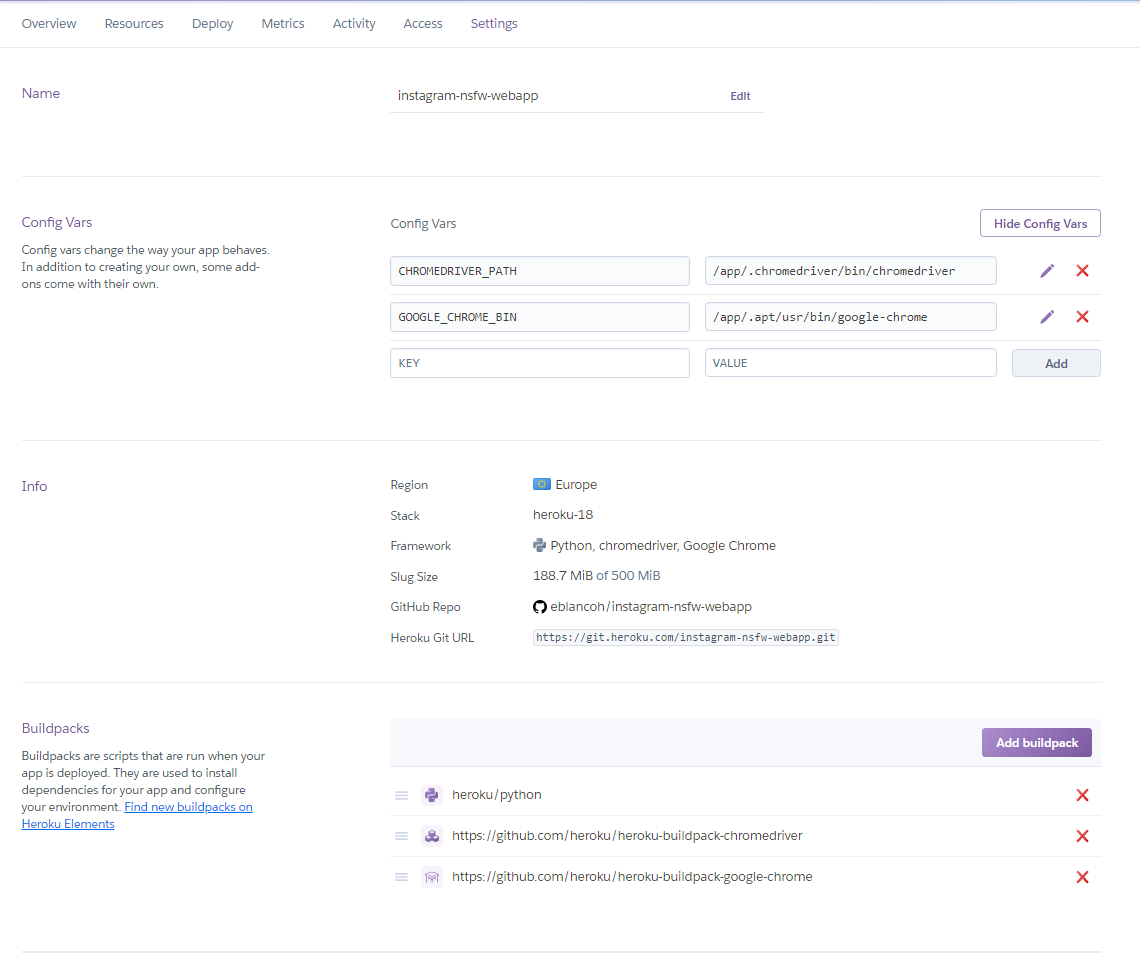 Overview Resources Deploy Metrics Activity Access Settings
Name
instagram-nsfw-webapp Edit
Config Vars
Config vars change the way your app behaves.
In addition to creating your own, some add-
ons come with their own.
Config Vars Hide Config Vars
CHROMEDRIVER_PATH /app/.chromedriver/bin/chromedriver
GOOGLE_CHROME_BIN /app/.apt/usr/bin/google-chrome
KEY VALUE Add
Info
Region Europe
Stack heroku-18
Framework Python, chromedriver, Google Chrome
Slug Size 188.7 MiB of 500 MiB
GitHub Repo eblancoh/instagram-nsfw-webapp
Heroku Git URL https://git.heroku.com/instagram-nsfw-webapp.git
Buildpacks
Buildpacks are scripts that are run when your
app is deployed. They are used to install
dependencies for your app and configure
your environment. Find new buildpacks on
Heroku Elements
Add buildpack
heroku/python
https://github.com/heroku/heroku-buildpack-chromedriver
https://github.com/heroku/heroku-buildpack-google-chrome